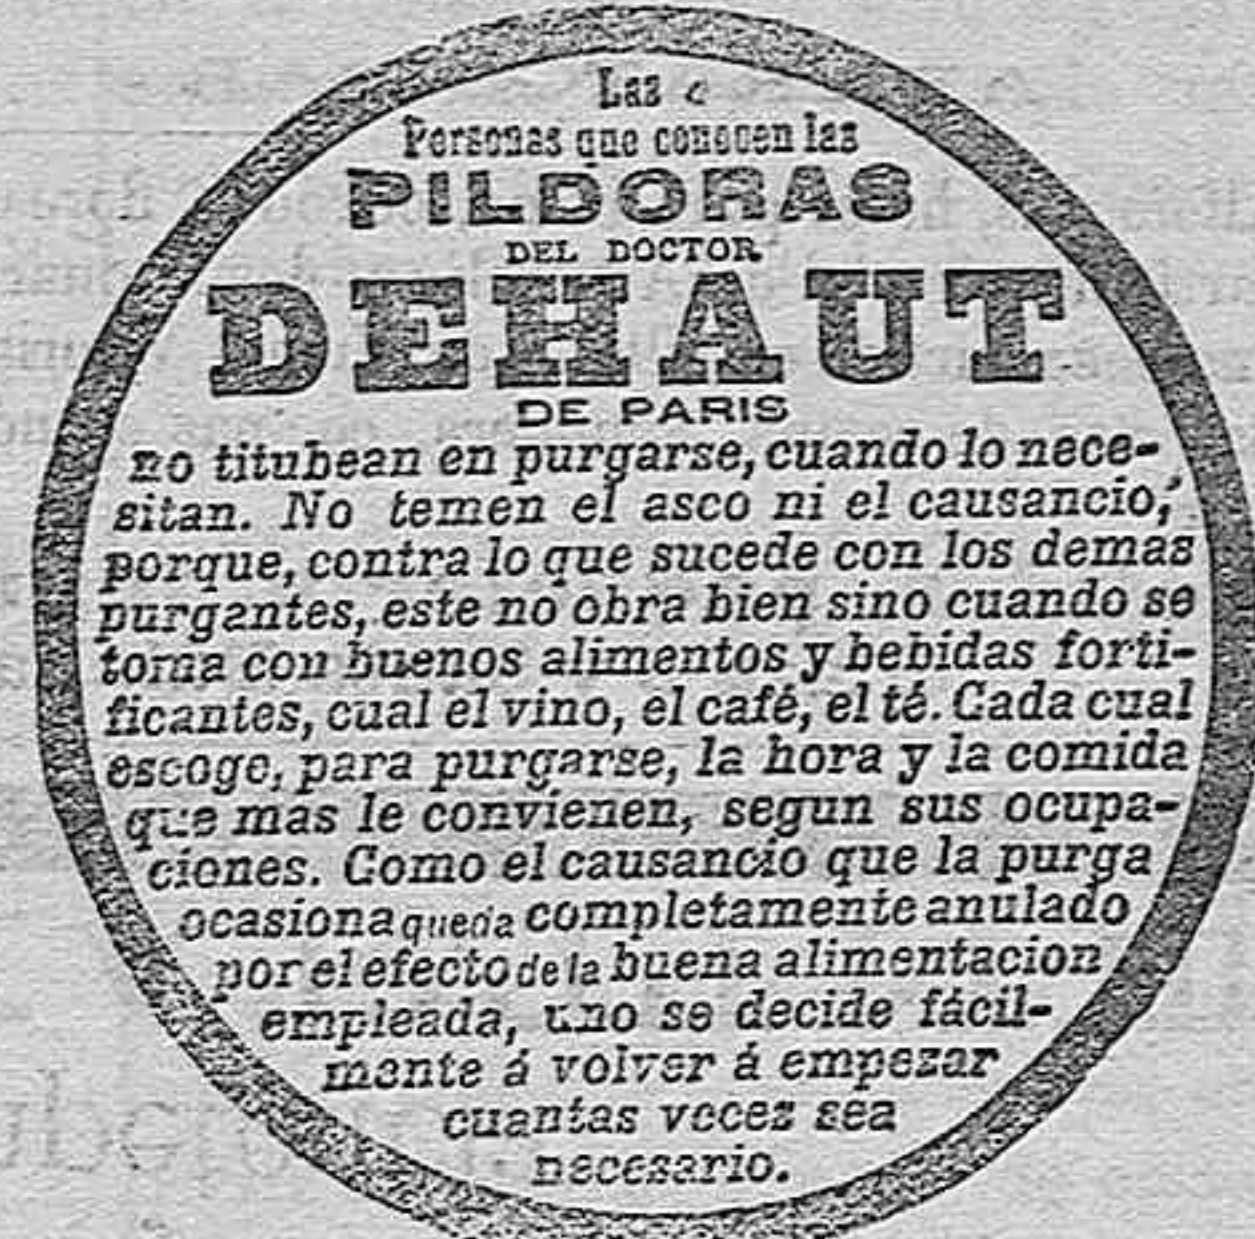 Las
Personas que conocen las
PILDORAS
DEL DOCTOR
DEHAUT
DE PARIS
no titubean en purgarse, cuando lo nece-
sitan. No temen el asco ni el causancio,
porque, contra lo que sucede con los demas
purgantes, este no obra bien sino cuando se
toma con buenos alimentos y bebidas forti-
ficantes, cual el vino, el café, el té. Cada cual
escoge, para purgarse, la hora y la comida
que mas le convienen, segun sus ocupa-
ciones. Como el causancio que la purga
ocasiona queda completamente anulado
por el efecto de la buena alimentacion
empleada, uno se decide fácil-
mente á volver á empezar
cuantas veces sea
necesario.